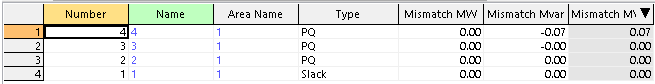 Number Name Area Name Type Mismatch MW Mismatch Mvar Mismatch MV
1 4 4 1 PQ 0.00 -0.07 0.07
2 3 3 1 PQ 0.00 -0.00 0.00
3 2 2 1 PQ 0.00 0.00 0.00
4 1 1 1 Slack 0.00 0.00 0.00